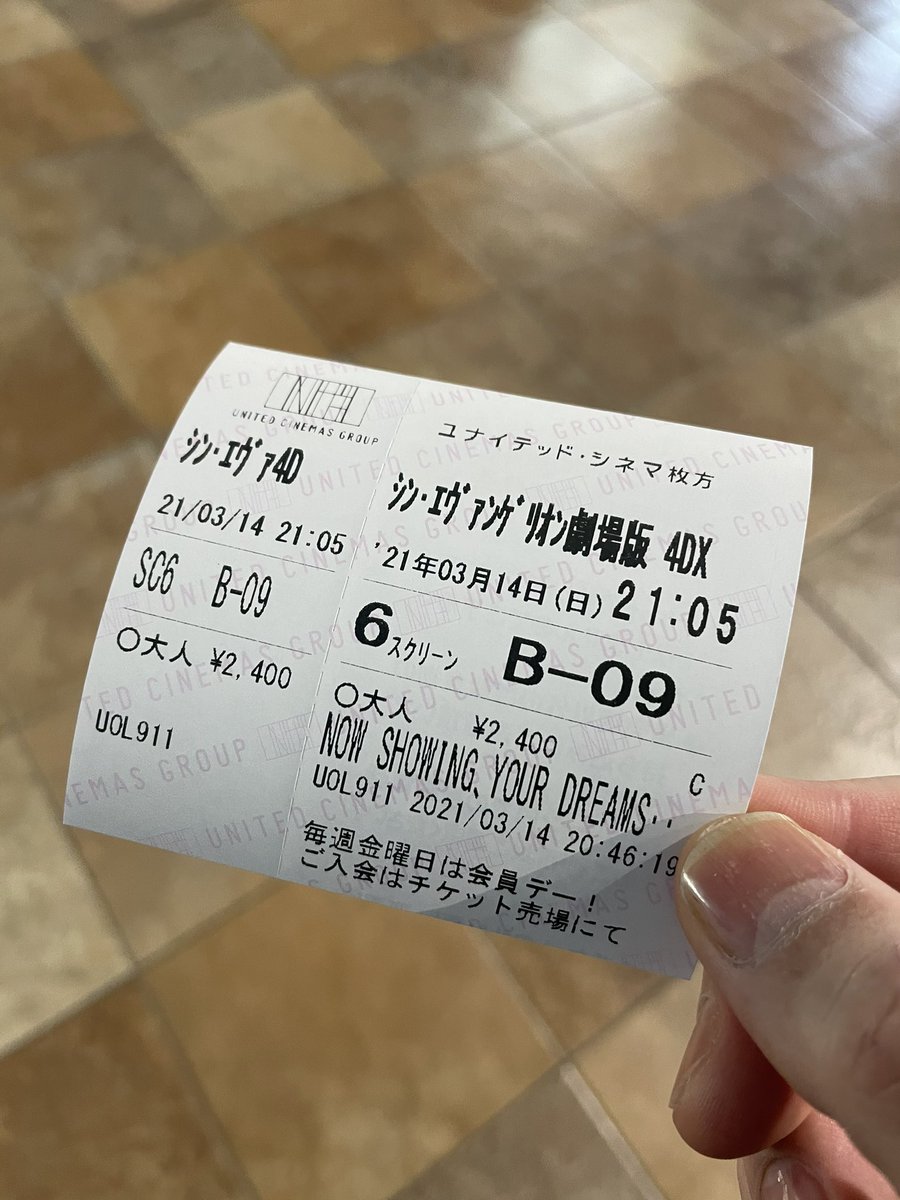 UNITED CINEMAS GROUP
シン・エヴァ4D
21/03/14 21:05
SC6 B-09
○大人 ¥2,400
UOL911
ユナイテッド・シネマ枚方
シン・エヴァンゲリオン劇場版 4DX
'21年03月14日(日) 21:05
6スクリーン B-09
○大人 ¥2,400 C
NOW SHOWING、YOUR DREAMS･･･
UOL911 2021/03/14 20:46:19
毎週金曜日は会員デー!
ご入会はチケット売場にて